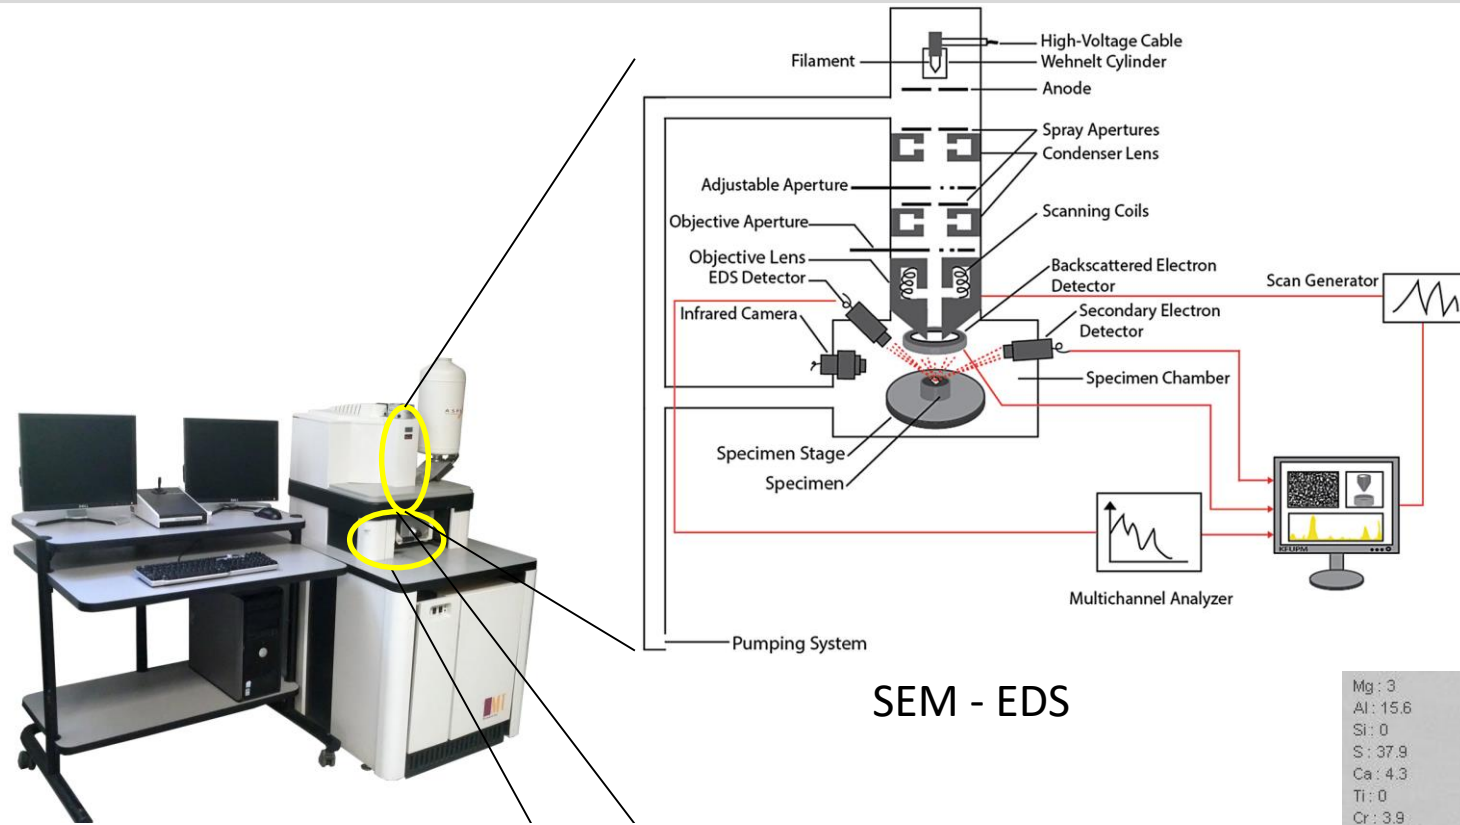 High-Voltage Cable
Filament
Wehnelt Cylinder
Anode
Spray Apertures
Condenser Lens
Adjustable Aperture
Scanning Coils
Objective Aperture
Objective Lens
Backscattered Electron
Detector
EDS Detector
Scan Generator
Infrared Camera
Secondary Electron
Detector
Specimen Chamber
Specimen Stage
Specimen
KFUPM
Multichannel Analyzer
Pumping System
SEM - EDS
Mg : 3
Al : 15.6
Si : 0
S : 37.9
Ca : 4.3
Ti : 0
Cr : 3.9